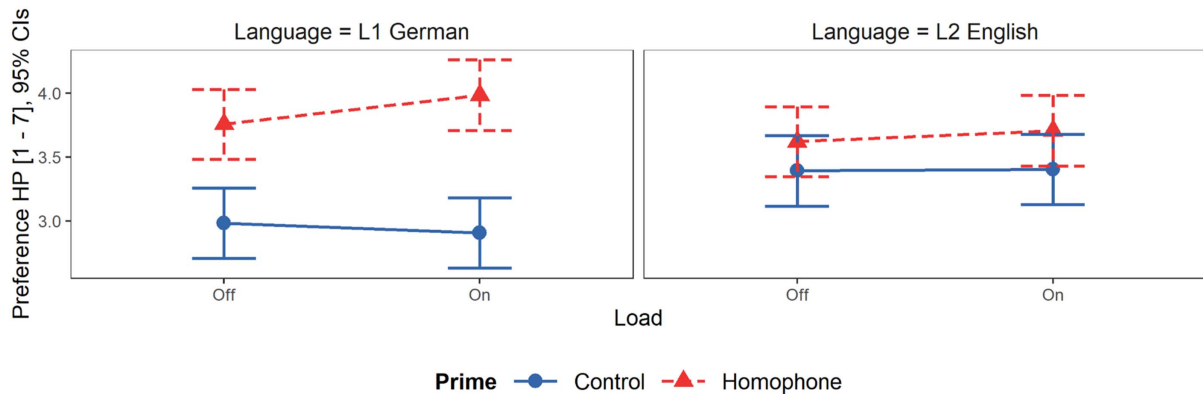 Language = L1 German
Language = L2 English
Preference HP [1 - 7], 95% CIs
4.0
3.5
3.0
Off
On
Off
On
Load
Prime Control Homophone